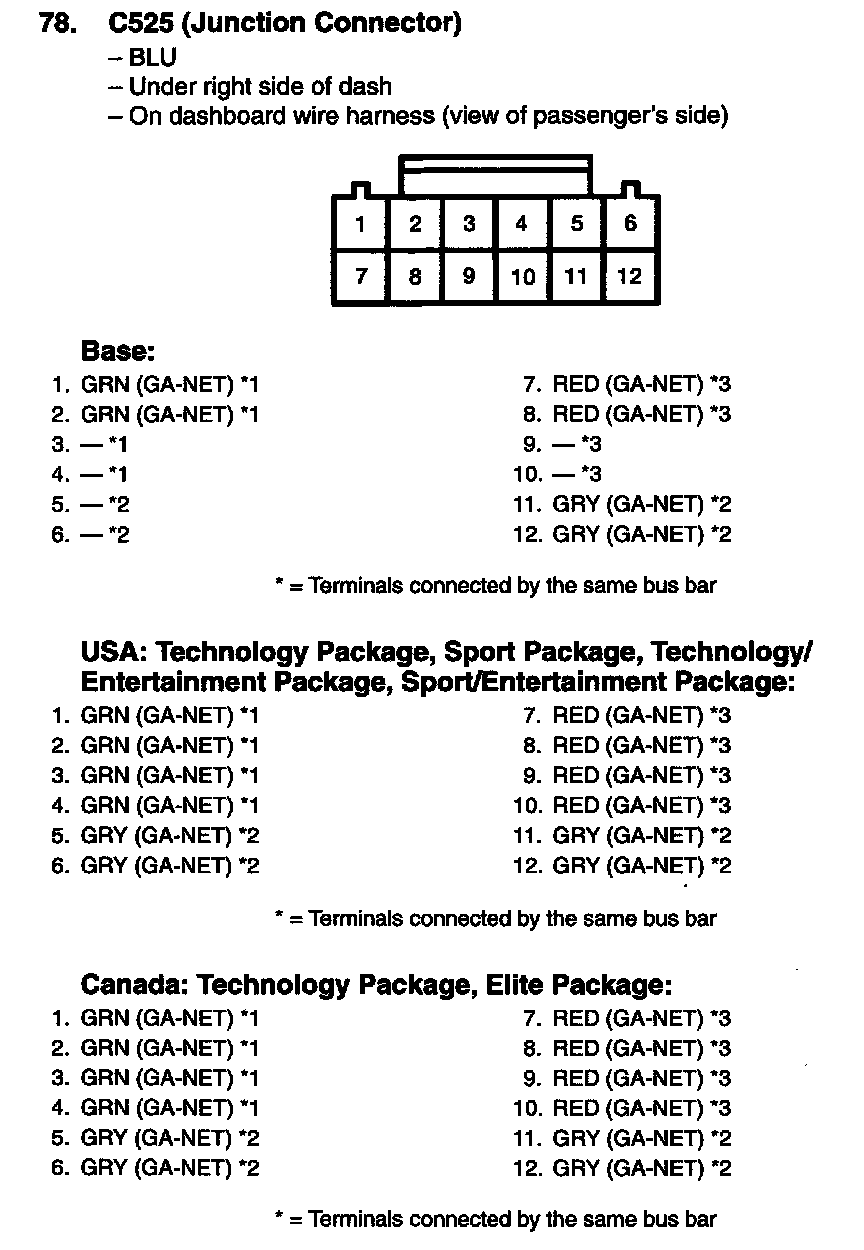 78. C525 (Junction Connector)
– BLU
– Under right side of dash
– On dashboard wire harness (view of passenger's side)
1 2 3 4 5 6
7 8 9 10 11 12
Base:
1. GRN (GA-NET) *1 7. RED (GA-NET) *3
2. GRN (GA-NET) *1 8. RED (GA-NET) *3
3. — *1 9. — *3
4. — *1 10. — *3
5. — *2 11. GRY (GA-NET) *2
6. — *2 12. GRY (GA-NET) *2
* = Terminals connected by the same bus bar
USA: Technology Package, Sport Package, Technology/
Entertainment Package, Sport/Entertainment Package:
1. GRN (GA-NET) *1 7. RED (GA-NET) *3
2. GRN (GA-NET) *1 8. RED (GA-NET) *3
3. GRN (GA-NET) *1 9. RED (GA-NET) *3
4. GRN (GA-NET) *1 10. RED (GA-NET) *3
5. GRY (GA-NET) *2 11. GRY (GA-NET) *2
6. GRY (GA-NET) *2 12. GRY (GA-NET) *2
* = Terminals connected by the same bus bar
Canada: Technology Package, Elite Package:
1. GRN (GA-NET) *1 7. RED (GA-NET) *3
2. GRN (GA-NET) *1 8. RED (GA-NET) *3
3. GRN (GA-NET) *1 9. RED (GA-NET) *3
4. GRN (GA-NET) *1 10. RED (GA-NET) *3
5. GRY (GA-NET) *2 11. GRY (GA-NET) *2
6. GRY (GA-NET) *2 12. GRY (GA-NET) *2
* = Terminals connected by the same bus bar